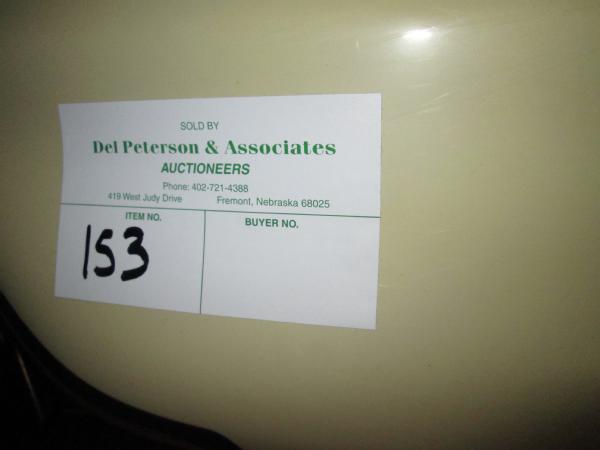 SOLD BY
Del Peterson & Associates
AUCTIONEERS
Phone: 402-721-4388
419 West Judy Drive Fremont, Nebraska 68025
ITEM NO. BUYER NO.
153